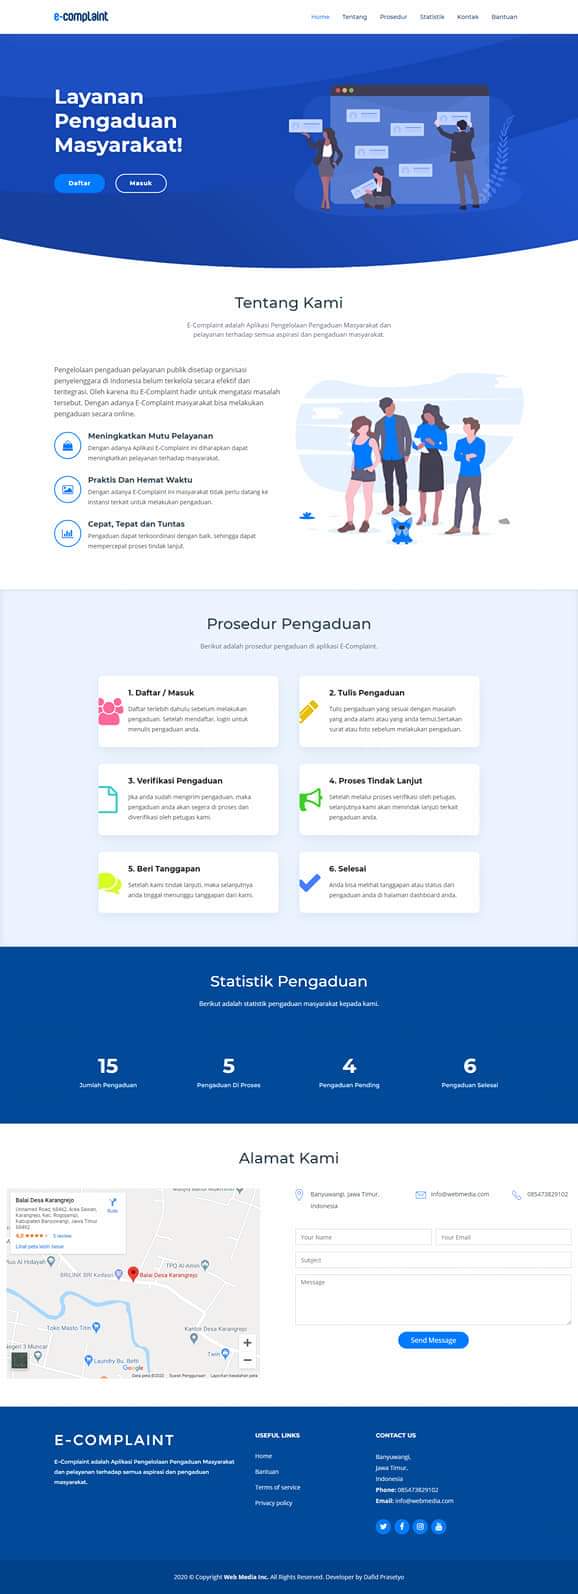 e-complaint
Home Tentang Prosedur Statistik Kontak Bantuan
Layanan
Pengaduan
Masyarakat!
Daftar Masuk
Tentang Kami
E-Complaint adalah Aplikasi Pengelolaan Pengaduan Masyarakat dan
pelayanan terhadap semua aspirasi dan pengaduan masyarakat.
Pengelolaan pengaduan pelayanan publik disetiap organisasi
penyelenggara di Indonesia belum terkelola secara efektif dan
teritegrasi. Oleh karena itu E-Complaint hadir untuk mengatasi masalah
tersebut. Dengan adanya E-Complaint masyarakat bisa melakukan
pengaduan secara online.
Meningkatkan Mutu Pelayanan
Dengan adanya Aplikasi E-Complaint ini diharapkan dapat
meningkatkan pelayanan terhadap masyarakat.
Praktis Dan Hemat Waktu
Dengan adanya E-Complaint ini masyarakat tidak perlu datang ke
instansi terkait untuk melakukan pengaduan.
Cepat, Tepat dan Tuntas
Pengaduan dapat terkoordinasi dengan baik, sehingga dapat
mempercepat proses tindak lanjut.
Prosedur Pengaduan
Berikut adalah prosedur pengaduan di aplikasi E-Complaint.
1. Daftar / Masuk
Daftar terlebih dahulu sebelum melakukan
pengaduan. Setelah mendaftar, login untuk
menulis pengaduan anda.
2. Tulis Pengaduan
Tulis pengaduan yang sesuai dengan masalah
yang anda alami atau yang anda temui.Sertakan
surat atau foto sebelum melakukan pengaduan.
3. Verifikasi Pengaduan
Jika anda sudah mengirim pengaduan, maka
pengaduan anda akan segera di proses dan
diverifikasi oleh petugas kami.
4. Proses Tindak Lanjut
Setelah melalui proses verifikasi oleh petugas,
selanjutnya kami akan menindak lanjuti terkait
pengaduan anda.
5. Beri Tanggapan
Setelah kami tindak lanjuti, maka selanjutnya
anda tinggal menunggu tanggapan dari kami.
6. Selesai
Anda bisa melihat tanggapan atau status dari
pengaduan anda di halaman dashboard anda.
Statistik Pengaduan
Berikut adalah statistik pengaduan masyarakat kepada kami.
15 5 4 6
Jumlah Pengaduan Pengaduan Di Proses Pengaduan Pending Pengaduan Selesai
Alamat Kami
Balai Desa Karangrejo
Unnamed Road, 68462, Area Sawah,
Karangrejo, Kec. Rogojampi,
Kabupaten Banyuwangi, Jawa Timur
68462
Rute
Lihat peta lebih besar
Al Hidayah
TPQ Al-Amin
BRILINK SRI
Balai Desa Karangrejo
Toko Masto Titin
Kantor Desa Karangrejo
Negeri 3 Muncar
Twin
Laundry Bu. Betti
Google
Data peta ©2020 Syarat Penggunaan Laporkan kesalahan peta
Banyuwangi, Jawa Timur,
Indonesia
info@webmedia.com
085473829102
Your Name Your Email
Subject
Message
Send Message
E-COMPLAINT
E-Complaint adalah Aplikasi Pengelolaan Pengaduan Masyarakat
dan pelayanan terhadap semua aspirasi dan pengaduan
masyarakat.
USEFUL LINKS
Home
Bantuan
Terms of service
Privacy policy
CONTACT US
Banyuwangi,
Jawa Timur,
Indonesia
Phone: 085473829102
Email: info@webmedia.com
2020 © Copyright Web Media Inc. All Rights Reserved. Developer by Dafid Prasetyo